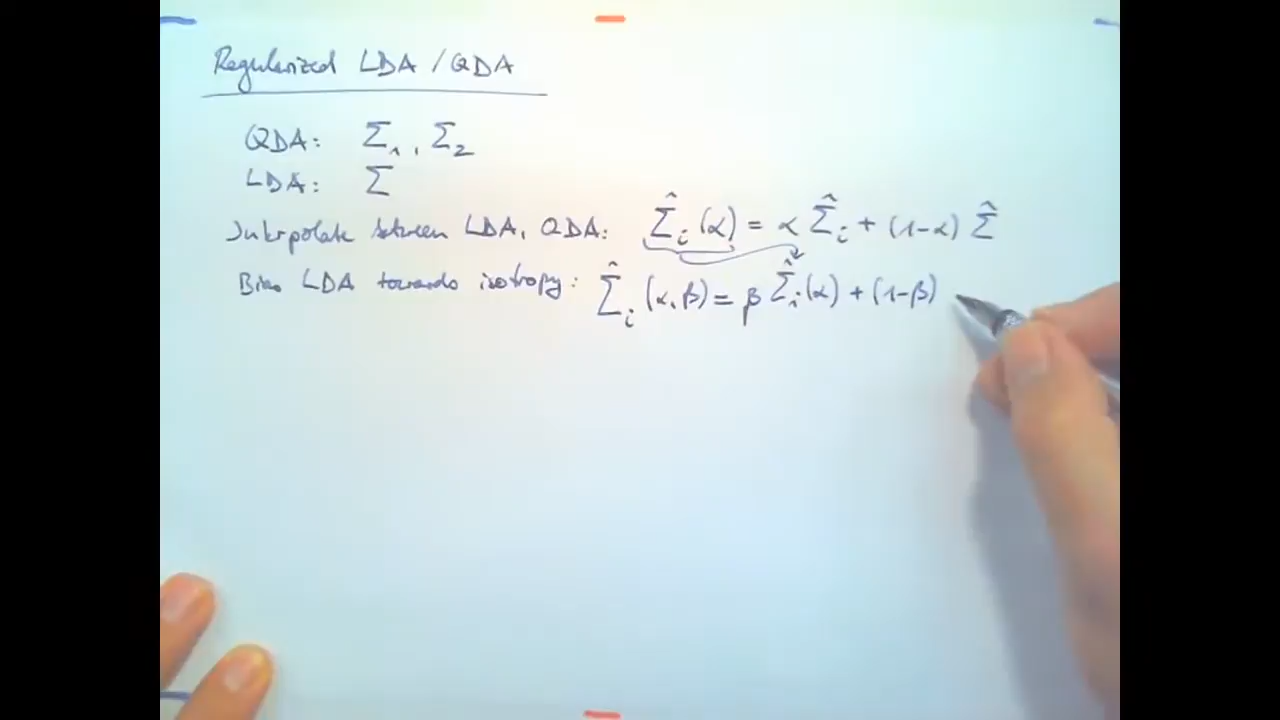 Regularized LDA / QDA
QDA: Σ₁, Σ₂
LDA: Σ
Interpolate between LDA, QDA: Σ̂ᵢ(α) = α Σ̂ᵢ + (1-α) Σ̂
Bias LDA towards isotropy: Σ̂ᵢ(α, β) = β Σ̂ᵢ(α) + (1-β)